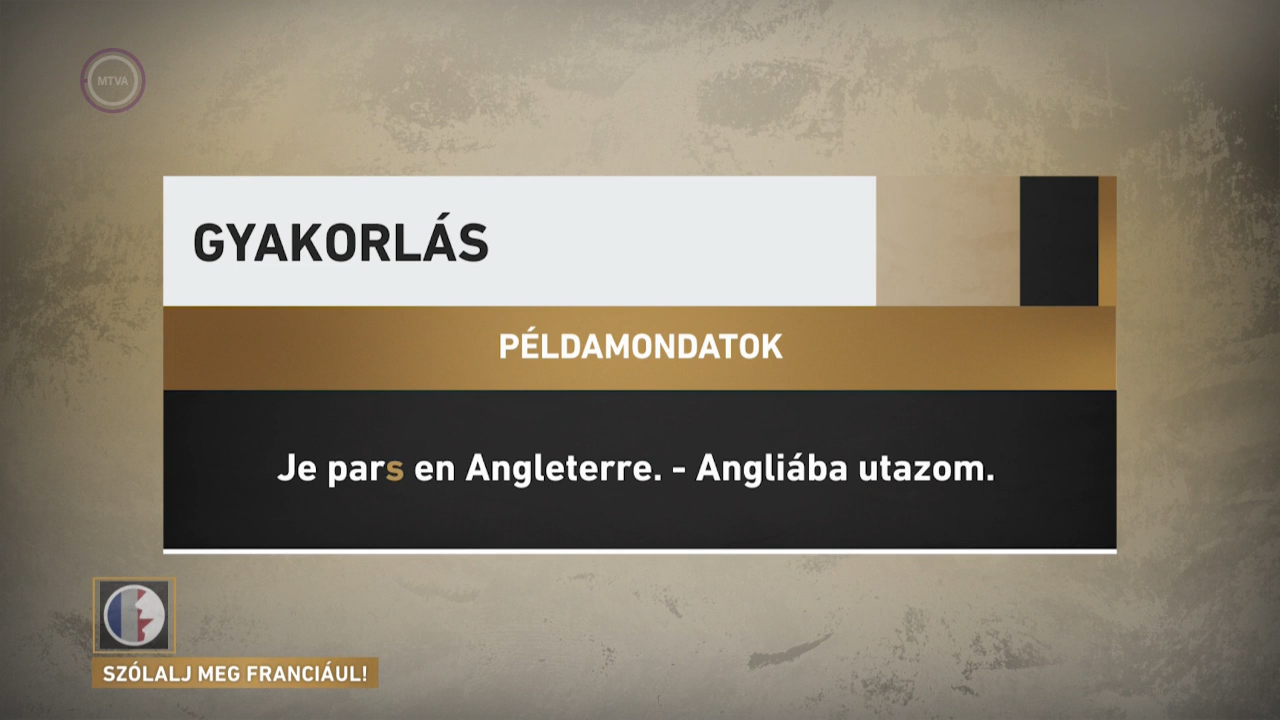 MTVA
GYAKORLÁS
PÉLDAMONDATOK
Je pars en Angleterre. - Angliába utazom.
SZÓLALJ MEG FRANCIÁUL!